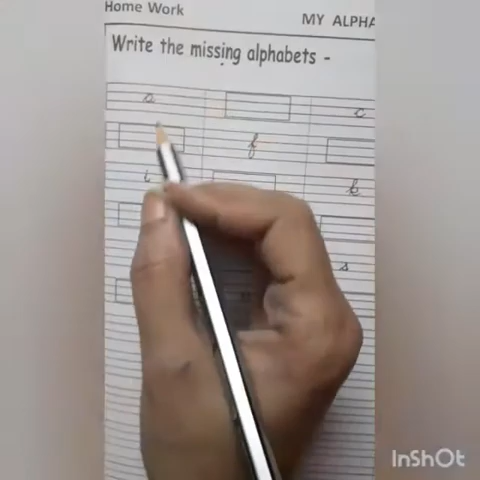 Home Work
MY ALPHA
Write the missing alphabets -
a c
f
i k
s
InShOt